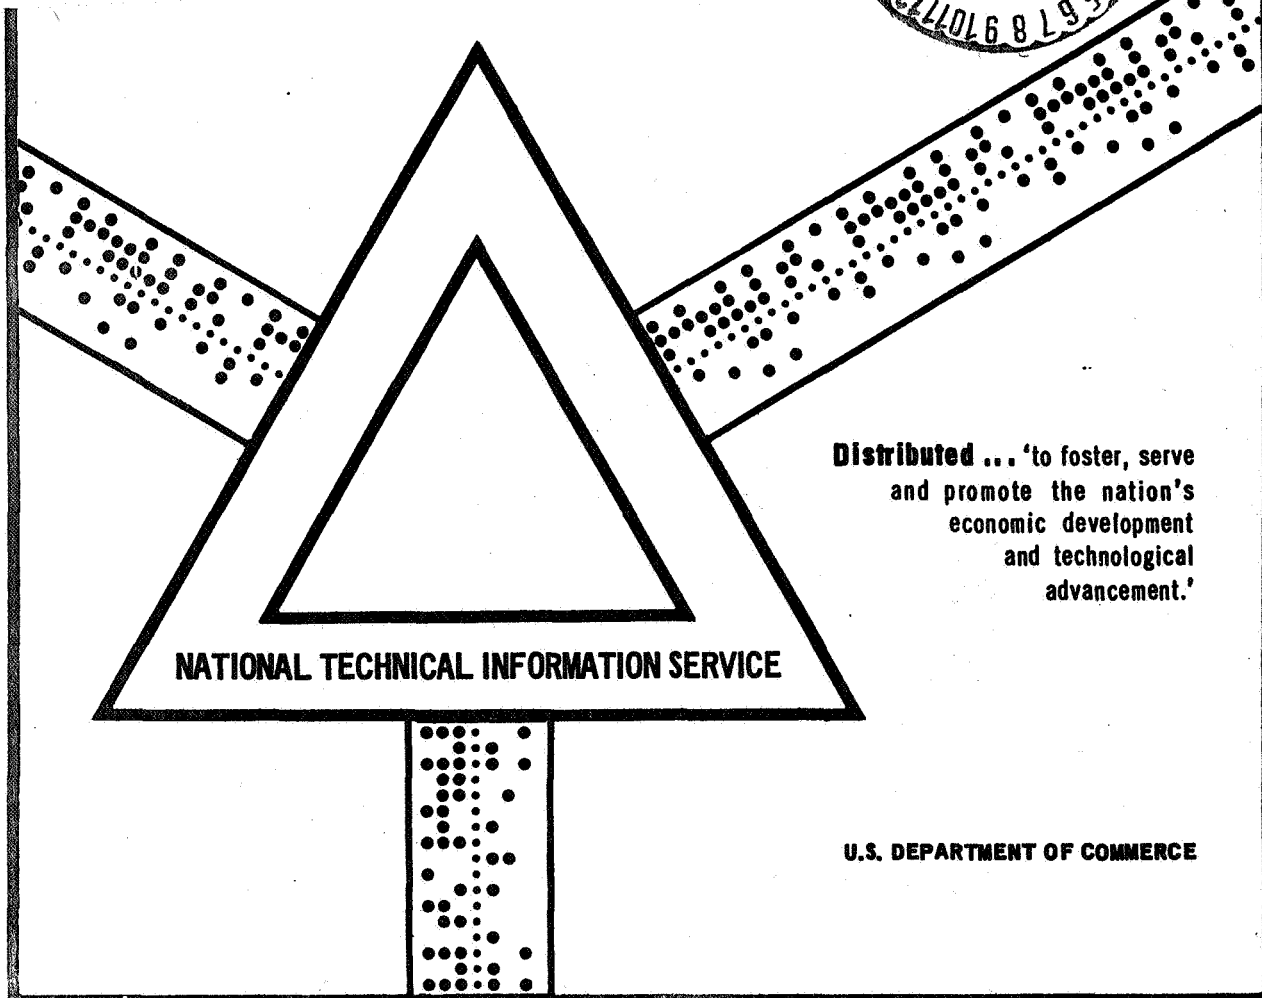 Distributed ... 'to foster, serve
and promote the nation's
economic development
and technological
advancement.'
NATIONAL TECHNICAL INFORMATION SERVICE
U.S. DEPARTMENT OF COMMERCE